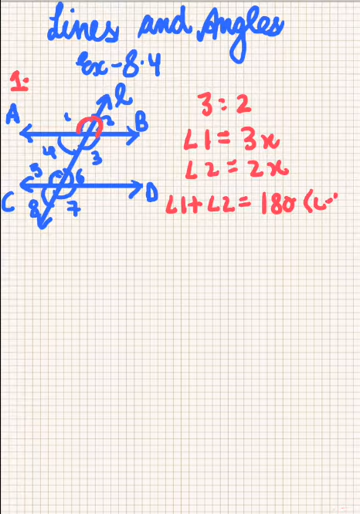 Lines and Angles
Ex-8.4
1:
l
A 1 2 B
4 3
5 6
C D
8 7
3:2
∠1 = 3x
∠2 = 2x
∠1+∠2 = 180 (L.